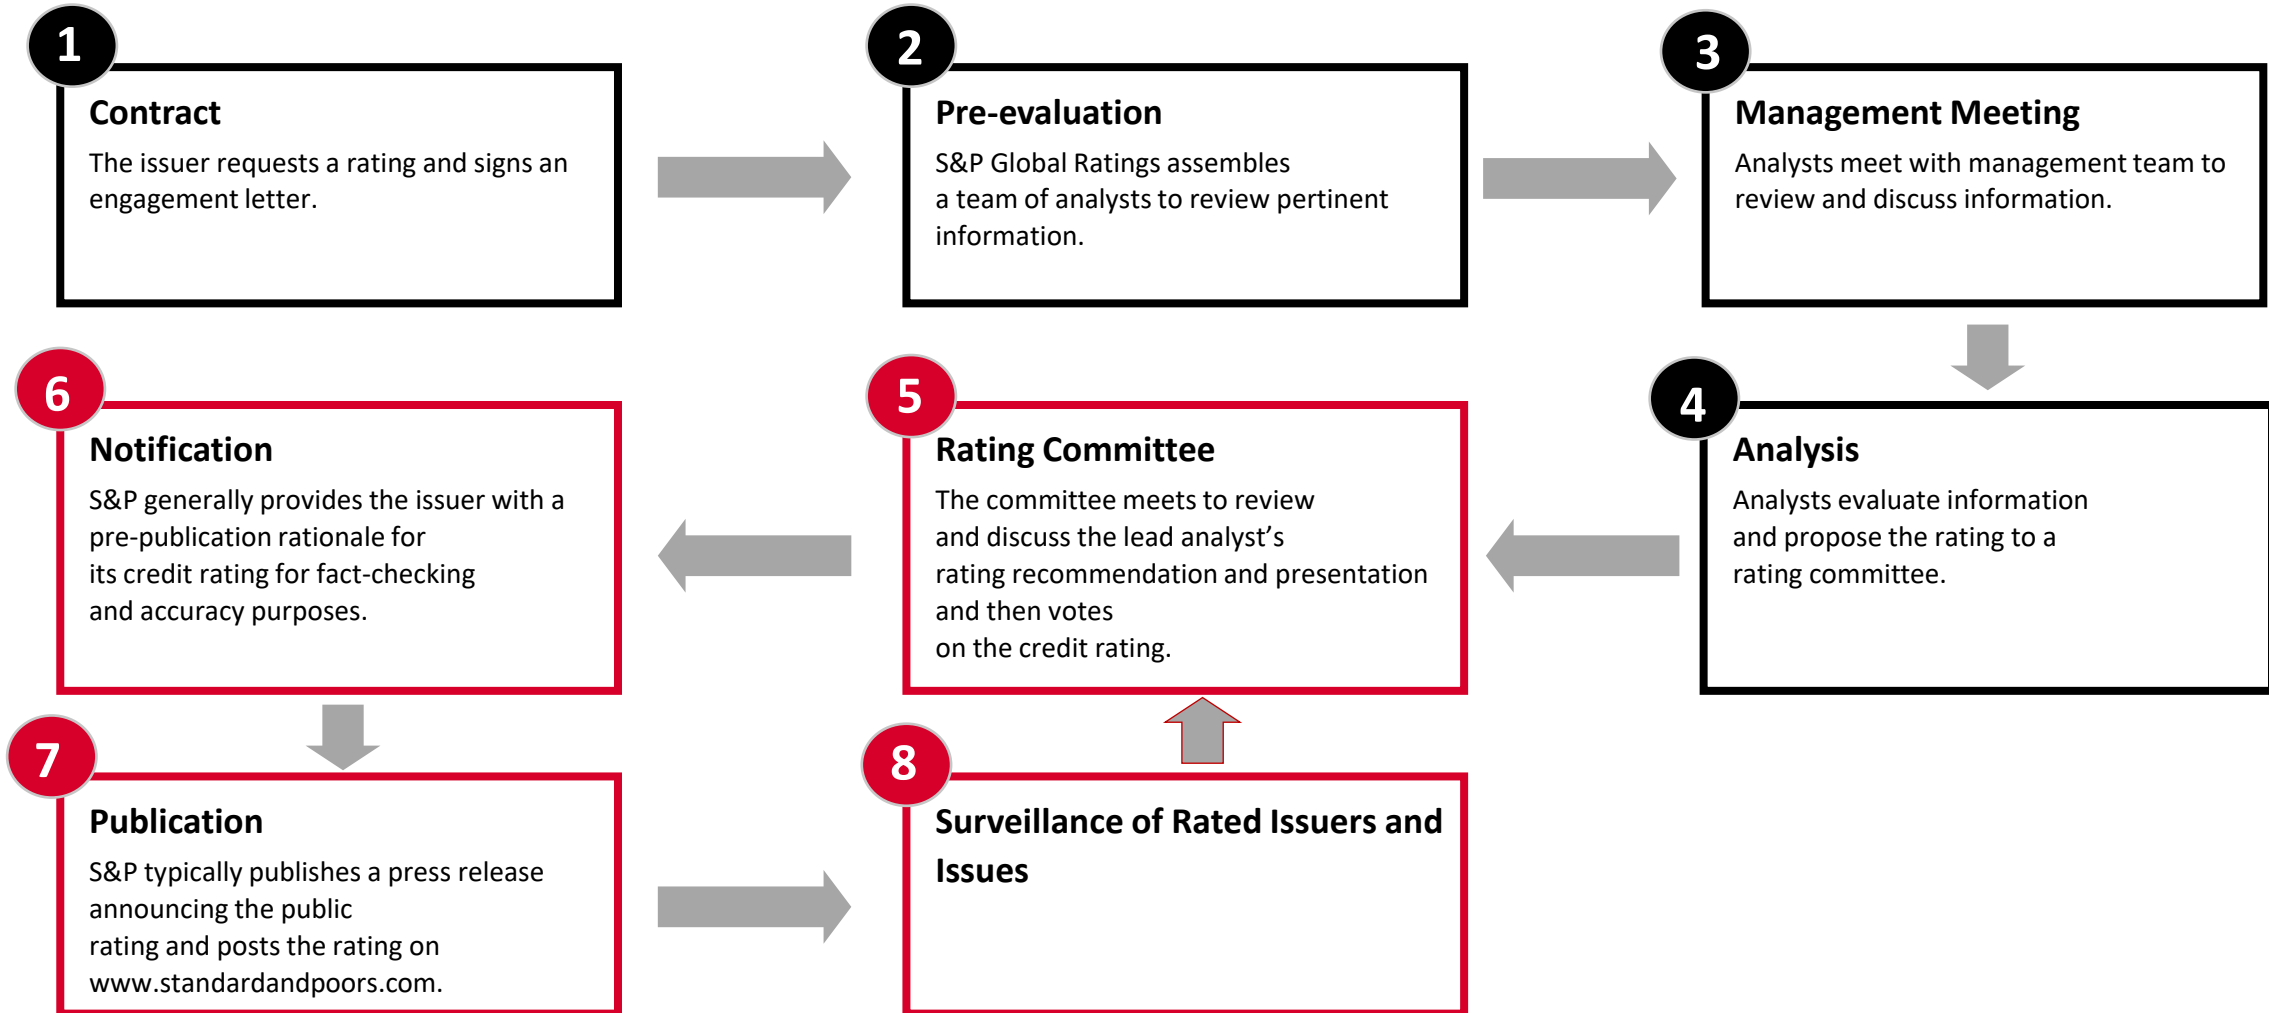 1
Contract
The issuer requests a rating and signs an
engagement letter.
2
Pre-evaluation
S&P Global Ratings assembles
a team of analysts to review pertinent
information.
3
Management Meeting
Analysts meet with management team to
review and discuss information.
4
Analysis
Analysts evaluate information
and propose the rating to a
rating committee.
5
Rating Committee
The committee meets to review
and discuss the lead analyst’s
rating recommendation and presentation
and then votes
on the credit rating.
6
Notification
S&P generally provides the issuer with a
pre-publication rationale for
its credit rating for fact-checking
and accuracy purposes.
7
Publication
S&P typically publishes a press release
announcing the public
rating and posts the rating on
www.standardandpoors.com.
8
Surveillance of Rated Issuers and
Issues